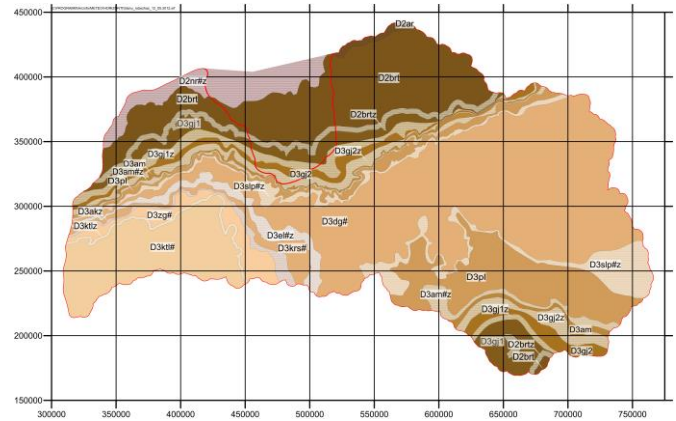 450000
D2ar
400000
D2nr#z
D2brt
D2brt
D2brtz
350000
D3gj1
D3gj1z
D3gj2z
D3am
D3am#z
D3gj2
D3pl
D3slp#z
300000
D3akz
D3zg#
D3dg#
D3ktlz
D3el#z
D3ktl#
D3krs#
250000
D3slp#z
D3pl
D3am#z
D3gj1z
D3gj2z
200000
D3am
D3gj1
D2brtz
D3gj2
D2brt
150000
300000 350000 400000 450000 500000 550000 600000 650000 700000 750000